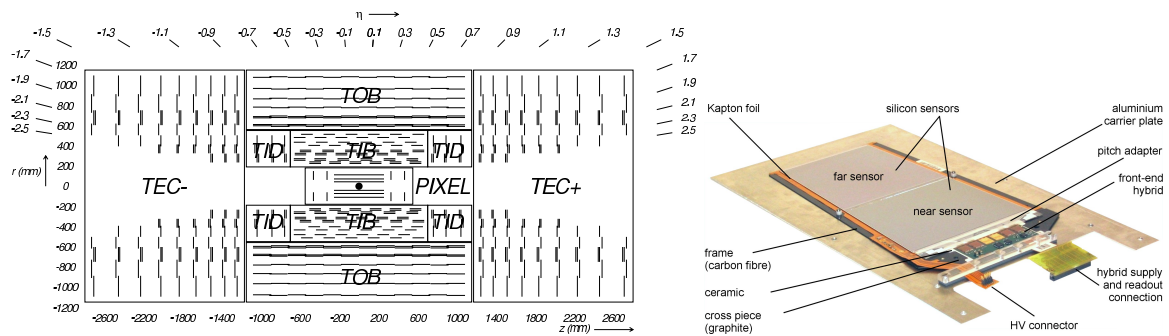 η
-1.5 -1.3 -1.1 -0.9 -0.7 -0.5 -0.3 -0.1 0.1 0.3 0.5 0.7 0.9 1.1 1.3 1.5
-1.7 1.7
-1.9 1.9
-2.1 2.1
-2.3 2.3
-2.5 2.5
1200
1000
800
600
400
200
0
-200
-400
-600
-800
-1000
-1200
r (mm)
TOB
TID TIB TID
TEC- PIXEL TEC+
TID TIB TID
TOB
-2600 -2200 -1800 -1400 -1000 -600 -200 200 600 1000 1400 1800 2200 2600
z (mm)
Kapton foil
silicon sensors
aluminium
carrier plate
pitch adapter
front-end
hybrid
far sensor
near sensor
frame
(carbon fibre)
ceramic
cross piece
(graphite)
HV connector
hybrid supply
and readout
connection